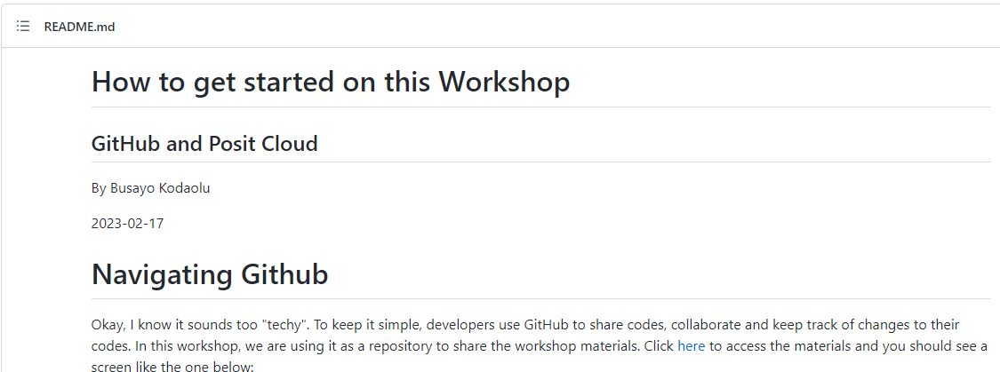 README.md
How to get started on this Workshop
GitHub and Posit Cloud
By Busayo Kodaolu
2023-02-17
Navigating Github
Okay, I know it sounds too "techy". To keep it simple, developers use GitHub to share codes, collaborate and keep track of changes to their
codes. In this workshop, we are using it as a repository to share the workshop materials. Click here to access the materials and you should see a
screen like the one below: